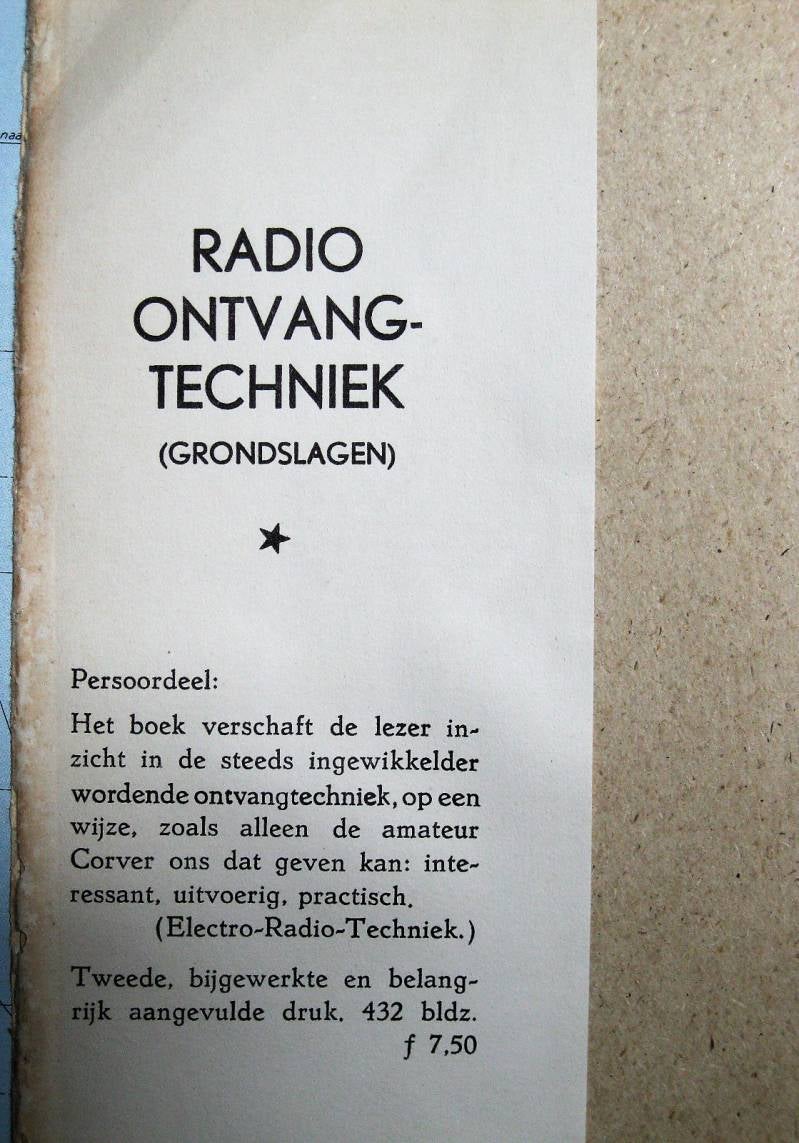 naa
RADIO
ONTVANG-
TECHNIEK
(GRONDSLAGEN)
Persoordeel:
Het boek verschaft de lezer in-
zicht in de steeds ingewikkelder
wordende ontvangtechniek, op een
wijze, zoals alleen de amateur
Corver ons dat geven kan: inte-
ressant, uitvoerig, practisch.
(Electro-Radio-Techniek.)
Tweede, bijgewerkte en belang-
rijk aangevulde druk. 432 bldz.
f 7,50